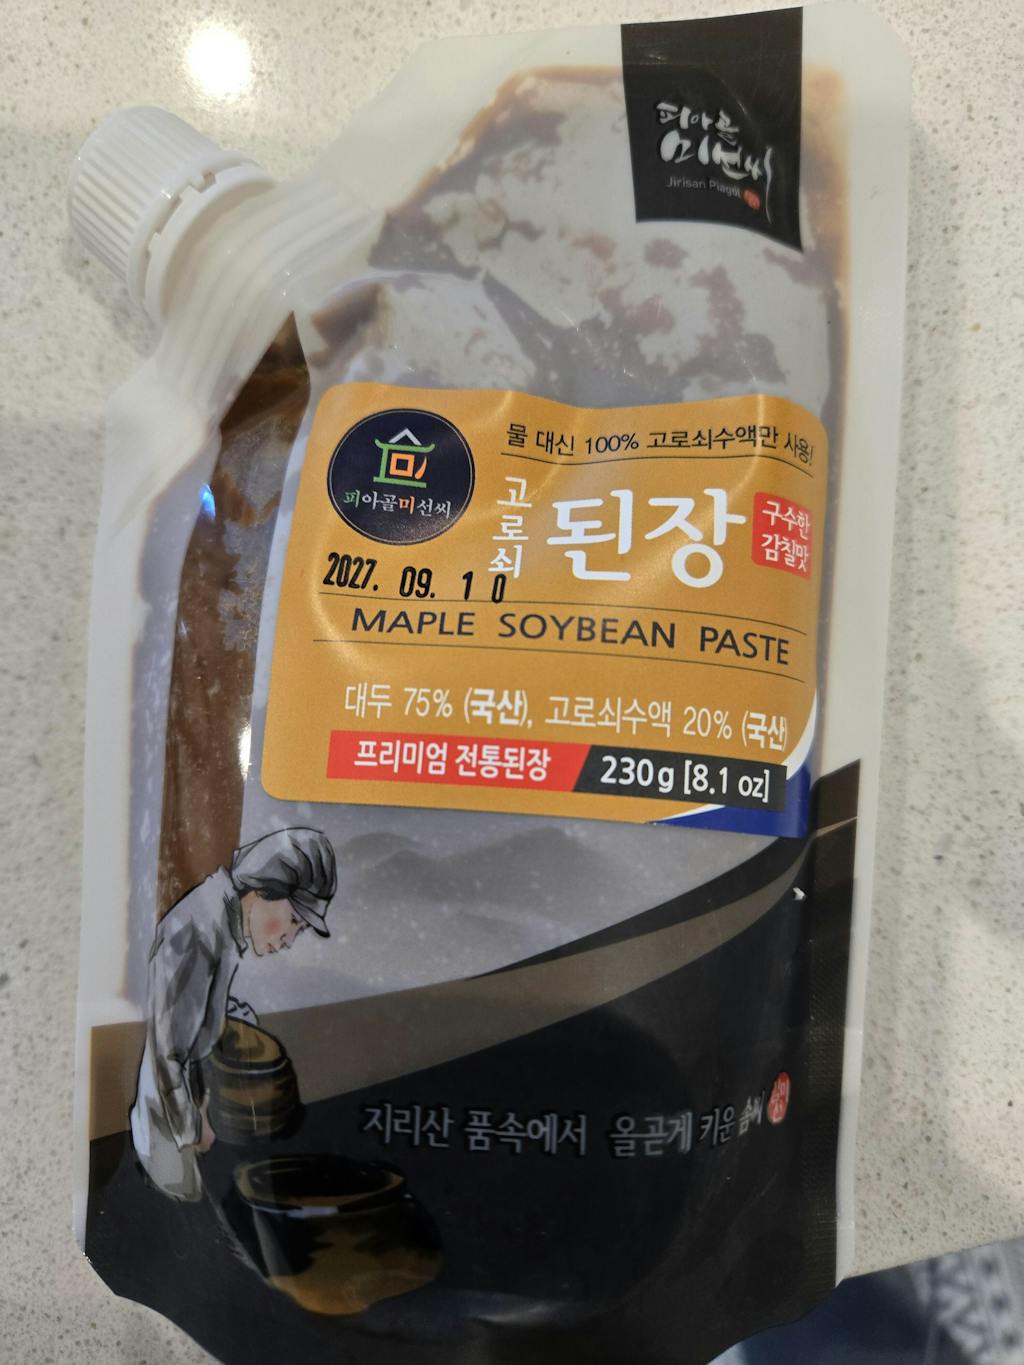 피아골
미선씨
Jirisan Piagol
피아골미선씨
물 대신 100% 고로쇠수액만 사용!
고로쇠
된장
구수한
감칠맛
2027. 09. 10
MAPLE SOYBEAN PASTE
대두 75% (국산), 고로쇠수액 20% (국산)
프리미엄 전통된장
230g [8.1 oz]
지리산 품속에서 올곧게 키운 솜씨